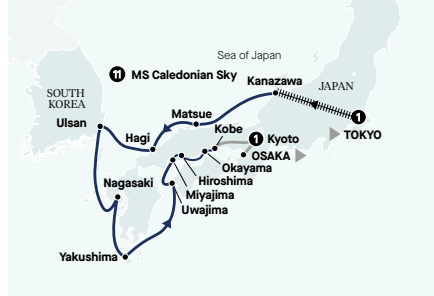 Sea of Japan
11 MS Caledonian Sky
Kanazawa
JAPAN
SOUTH
KOREA
Matsue
1
TOKYO
Ulsan
Kobe
Hagi
1 Kyoto
OSAKA
Okayama
Nagasaki
Hiroshima
Miyajima
Uwajima
Yakushima